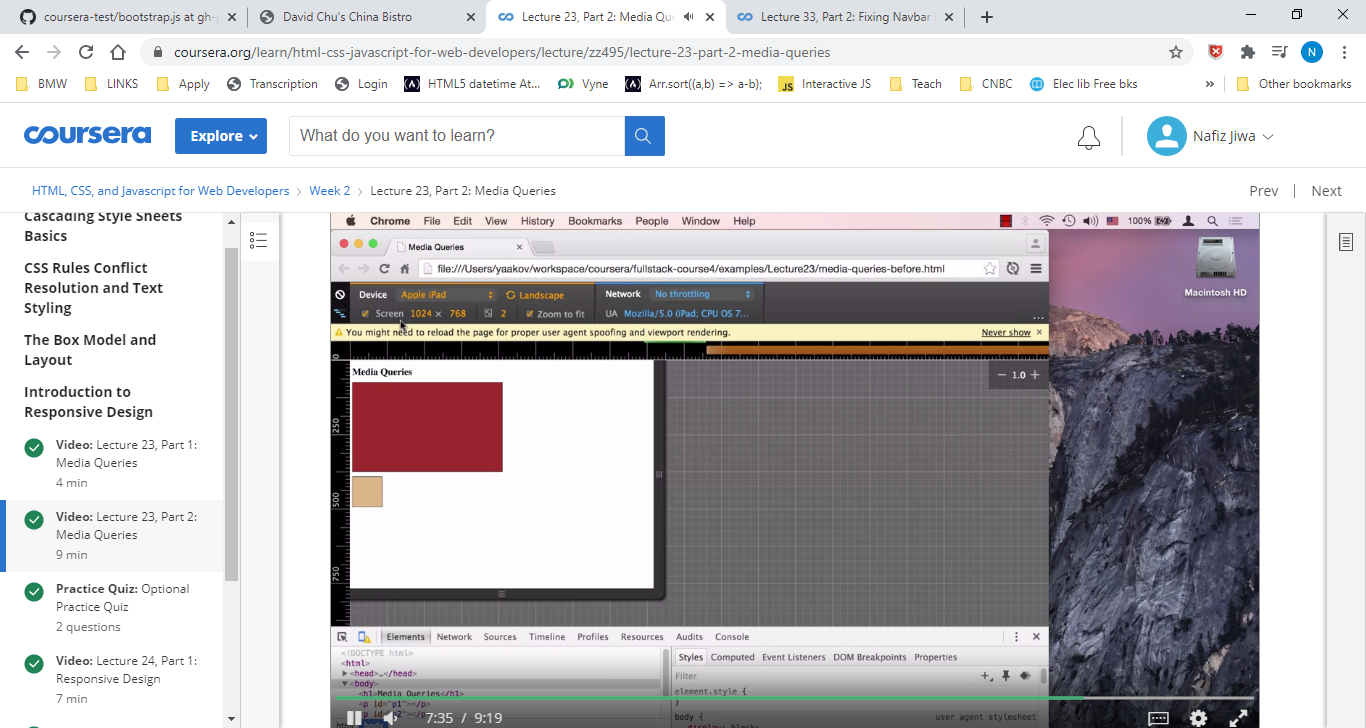 coursera-test/bootstrap.js at gh-
David Chu's China Bistro
Lecture 23, Part 2: Media Qu
Lecture 33, Part 2: Fixing Navbar
coursera.org/learn/html-css-javascript-for-web-developers/lecture/zz495/lecture-23-part-2-media-queries
N
BMW
LINKS
Apply
Transcription
Login
HTML5 datetime At...
Vyne
Arr.sort((a,b) => a-b);
JS
Interactive JS
Teach
CNBC
Elec lib Free bks
»
Other bookmarks
coursera
Explore
What do you want to learn?
Nafiz Jiwa
HTML, CSS, and Javascript for Web Developers > Week 2 > Lecture 23, Part 2: Media Queries
Prev | Next
Cascading Style Sheets
Basics
CSS Rules Conflict
Resolution and Text
Styling
The Box Model and
Layout
Introduction to
Responsive Design
Video: Lecture 23, Part 1:
Media Queries
4 min
Video: Lecture 23, Part 2:
Media Queries
9 min
Practice Quiz: Optional
Practice Quiz
2 questions
Video: Lecture 24, Part 1:
Responsive Design
7 min
Chrome File Edit View History Bookmarks People Window Help
100%
Media Queries
file:///Users/yaakov/workspace/coursera/fullstack-course4/examples/Lecture23/media-queries-before.html
Macintosh HD
Device Apple iPad Landscape Network No throttling
Screen 1024 × 768 2 Zoom to fit UA Mozilla/5.0 (iPad; CPU OS 7...
You might need to reload the page for proper user agent spoofing and viewport rendering. Never show ×
0
Media Queries
− 1.0 +
250
500
750
Elements Network Sources Timeline Profiles Resources Audits Console
<!DOCTYPE html>
<html>
▶<head>…</head>
▼<body>
<h1>Media Queries</h1>
<p id="p1"></p>
<p id="p2"></p>
html body
Styles Computed Event Listeners DOM Breakpoints Properties
Filter
element.style {
}
body { user agent stylesheet
display: block;
7:35 / 9:19